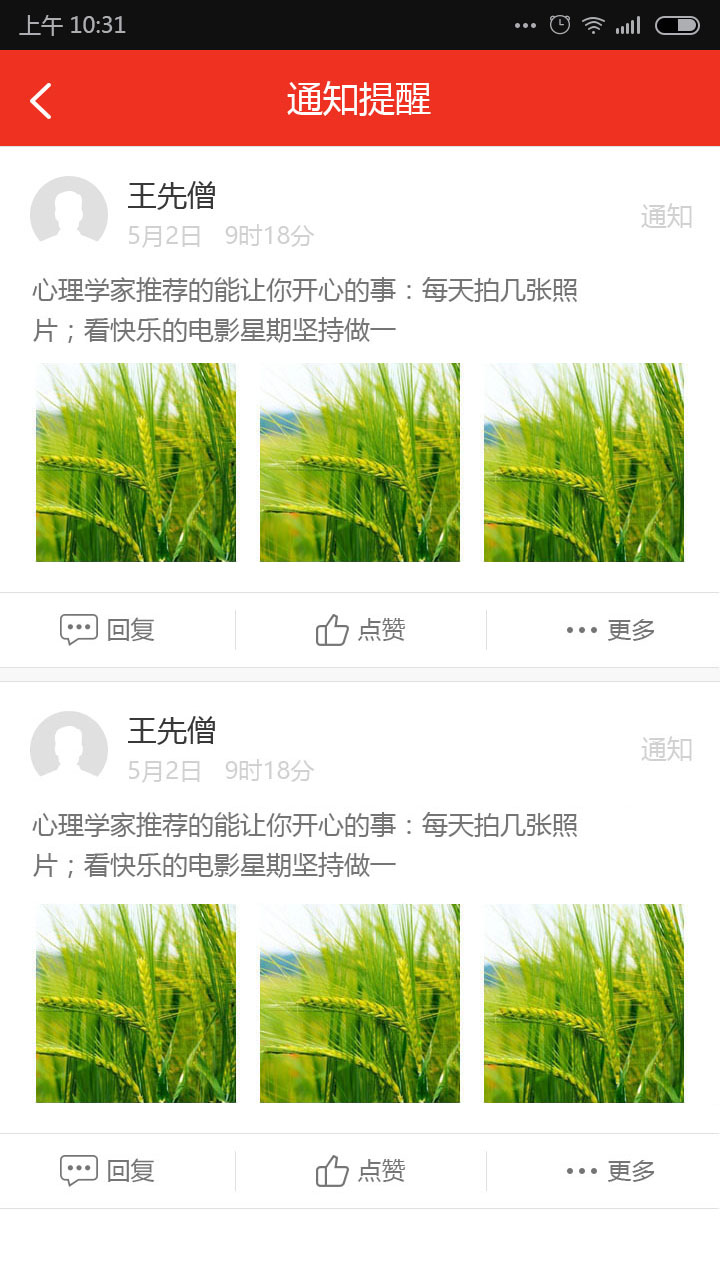 上午 10:31
通知提醒
王先僧
5月2日 9时18分
通知
心理学家推荐的能让你开心的事：每天拍几张照
片；看快乐的电影星期坚持做一
回复
点赞
更多
王先僧
5月2日 9时18分
通知
心理学家推荐的能让你开心的事：每天拍几张照
片；看快乐的电影星期坚持做一
回复
点赞
更多